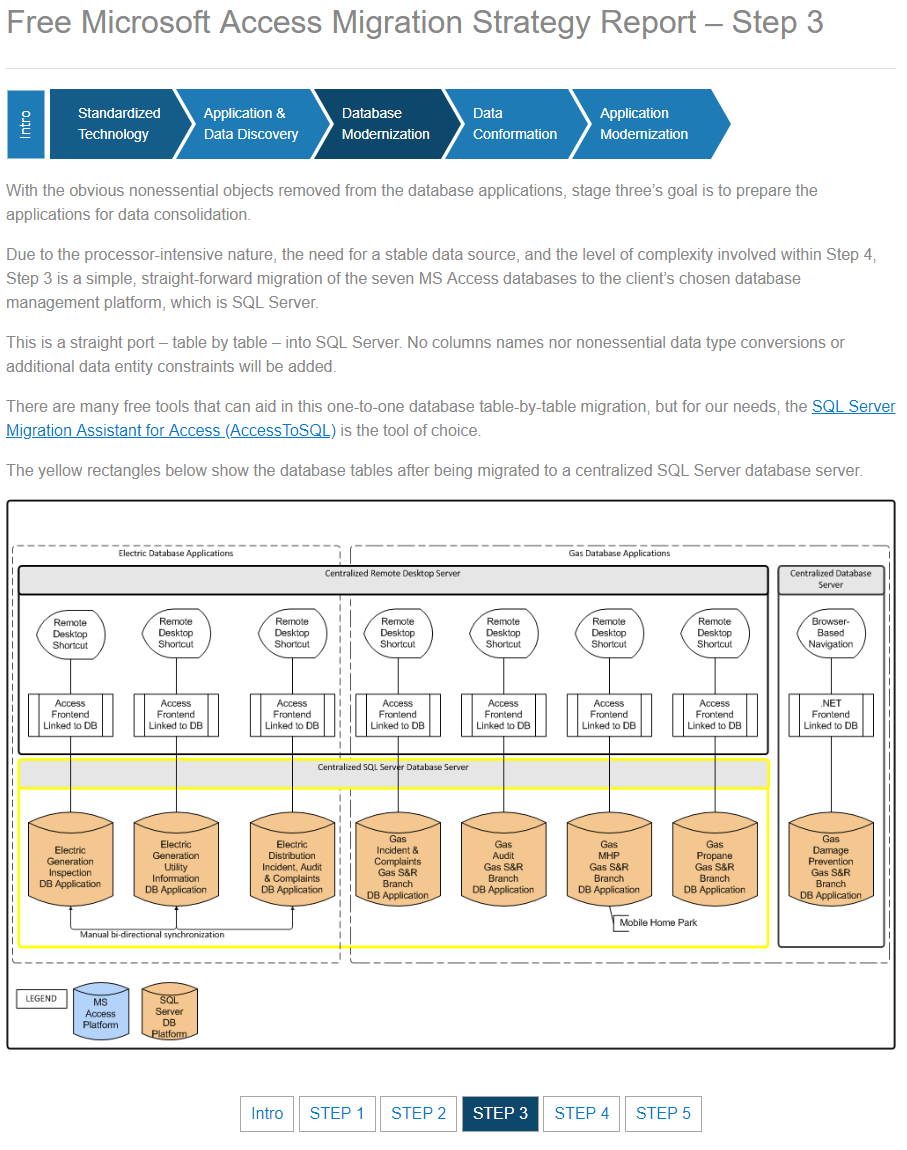 Free Microsoft Access Migration Strategy Report – Step 3
Intro
Standardized
Technology
Application &
Data Discovery
Database
Modernization
Data
Conformation
Application
Modernization
With the obvious nonessential objects removed from the database applications, stage three’s goal is to prepare the
applications for data consolidation.
Due to the processor-intensive nature, the need for a stable data source, and the level of complexity involved within Step 4,
Step 3 is a simple, straight-forward migration of the seven MS Access databases to the client’s chosen database
management platform, which is SQL Server.
This is a straight port – table by table – into SQL Server. No columns names nor nonessential data type conversions or
additional data entity constraints will be added.
There are many free tools that can aid in this one-to-one database table-by-table migration, but for our needs, the SQL Server
Migration Assistant for Access (AccessToSQL) is the tool of choice.
The yellow rectangles below show the database tables after being migrated to a centralized SQL Server database server.
Electric Database Applications
Gas Database Applications
Centralized Remote Desktop Server
Centralized Database
Server
Remote
Desktop
Shortcut
Remote
Desktop
Shortcut
Remote
Desktop
Shortcut
Remote
Desktop
Shortcut
Remote
Desktop
Shortcut
Remote
Desktop
Shortcut
Remote
Desktop
Shortcut
Browser-
Based
Navigation
Access
Frontend
Linked to DB
Access
Frontend
Linked to DB
Access
Frontend
Linked to DB
Access
Frontend
Linked to DB
Access
Frontend
Linked to DB
Access
Frontend
Linked to DB
Access
Frontend
Linked to DB
.NET
Frontend
Linked to DB
Centralized SQL Server Database Server
Electric
Generation
Inspection
DB Application
Electric
Generation
Utility
Information
DB Application
Electric
Distribution
Incident, Audit
& Complaints
DB Application
Gas
Incident &
Complaints
Gas S&R
Branch
DB Application
Gas
Audit
Gas S&R
Branch
DB Application
Gas
MHP
Gas S&R
Branch
DB Application
Gas
Propane
Gas S&R
Branch
DB Application
Gas
Damage
Prevention
Gas S&R
Branch
DB Application
Manual bi-directional synchronization
Mobile Home Park
LEGEND
MS
Access
Platform
SQL
Server
DB
Platform
Intro
STEP 1
STEP 2
STEP 3
STEP 4
STEP 5